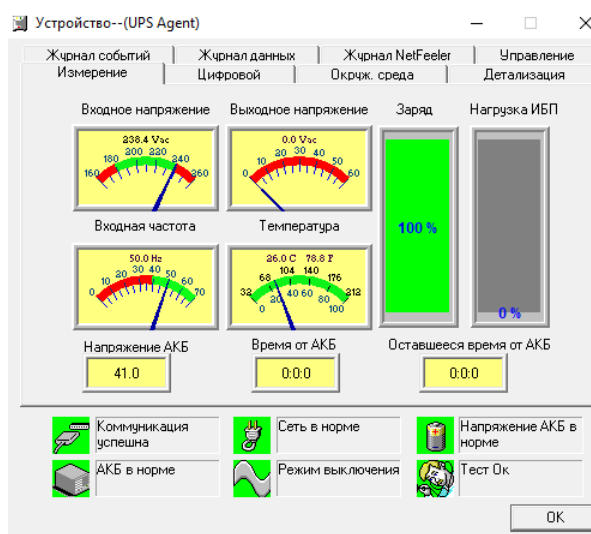 Устройство--(UPS Agent)
Журнал событий
Журнал данных
Журнал NetFeeler
Управление
Измерение
Цифровой
Окруж. среда
Детализация
Входное напряжение
Выходное напряжение
Заряд
Нагрузка ИБП
238.4 Vac
160 180 200 220 240 260
0.0 Vac
0 10 20 30 40 50 60
100 %
0 %
Входная частота
Температура
50.0 Hz
0 10 20 30 40 50 60 70
26.0 C 78.8 F
32 68 104 140 176 212
0 20 40 60 80 100
Напряжение АКБ
Время от АКБ
Оставшееся время от АКБ
41.0
0:0:0
0:0:0
Коммуникация
успешна
Сеть в норме
Напряжение АКБ в
норме
АКБ в норме
Режим выключения
Тест Ок
OK